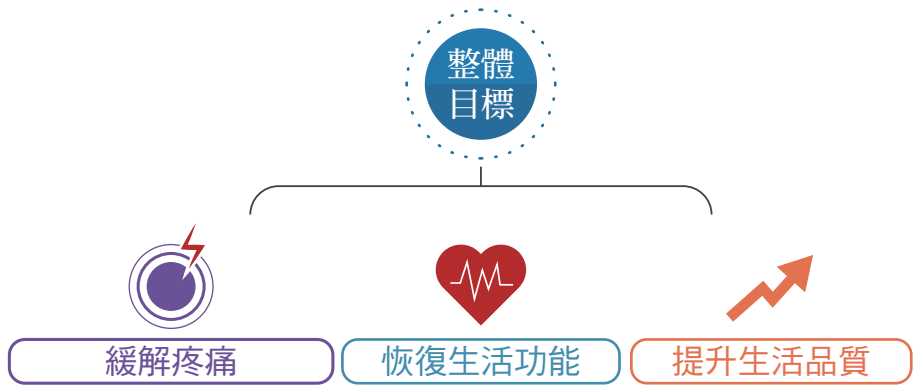 整體
目標
緩解疼痛
恢復生活功能
提升生活品質